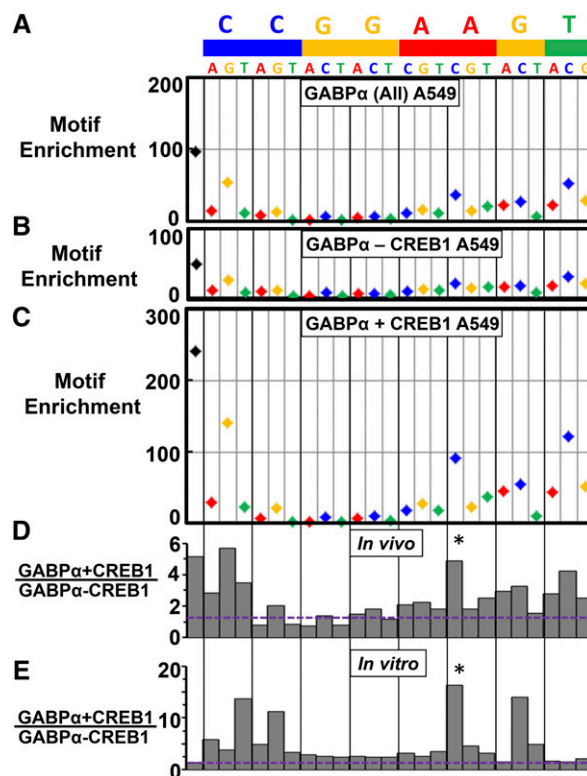 A
C C G G A A G T
A G T A G T A C T A C T C G T C G T A C T A C G
200
GABPα (All) A549
Motif
Enrichment
100
0
B
100
GABPα – CREB1 A549
Motif
Enrichment
0
C
300
GABPα + CREB1 A549
Motif
Enrichment
200
100
0
D
6
In vivo
*
GABPα+CREB1
GABPα-CREB1
4
2
0
E
20
In vitro
*
GABPα+CREB1
GABPα-CREB1
10
0